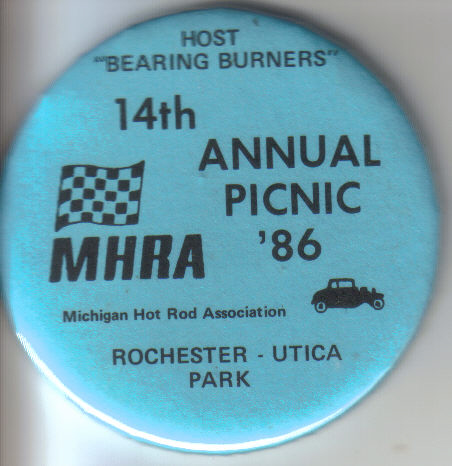 HOST
"BEARING BURNERS"
14th
ANNUAL
PICNIC
'86
MHRA
Michigan Hot Rod Association
ROCHESTER - UTICA
PARK